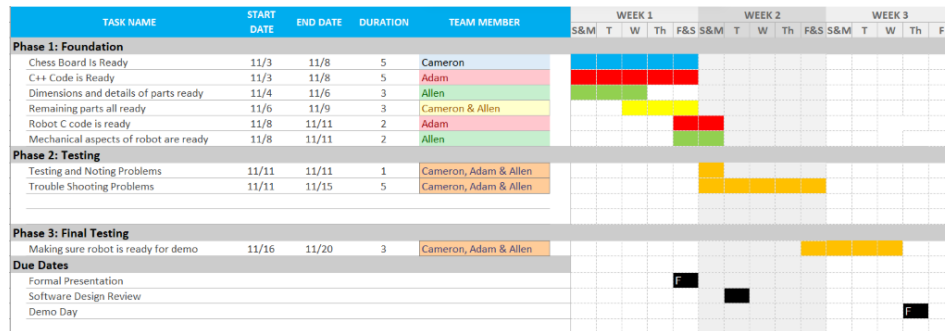 TASK NAME START DATE END DATE DURATION TEAM MEMBER WEEK 1 WEEK 2 WEEK 3
S&M T W Th F&S S&M T W Th F&S S&M T W Th F
Phase 1: Foundation
Chess Board Is Ready 11/3 11/8 5 Cameron
C++ Code is Ready 11/3 11/8 5 Adam
Dimensions and details of parts ready 11/4 11/6 3 Allen
Remaining parts all ready 11/6 11/9 3 Cameron & Allen
Robot C code is ready 11/8 11/11 2 Adam
Mechanical aspects of robot are ready 11/8 11/11 2 Allen
Phase 2: Testing
Testing and Noting Problems 11/11 11/11 1 Cameron, Adam & Allen
Trouble Shooting Problems 11/11 11/15 5 Cameron, Adam & Allen
Phase 3: Final Testing
Making sure robot is ready for demo 11/16 11/20 3 Cameron, Adam & Allen
Due Dates
Formal Presentation F
Software Design Review
Demo Day F